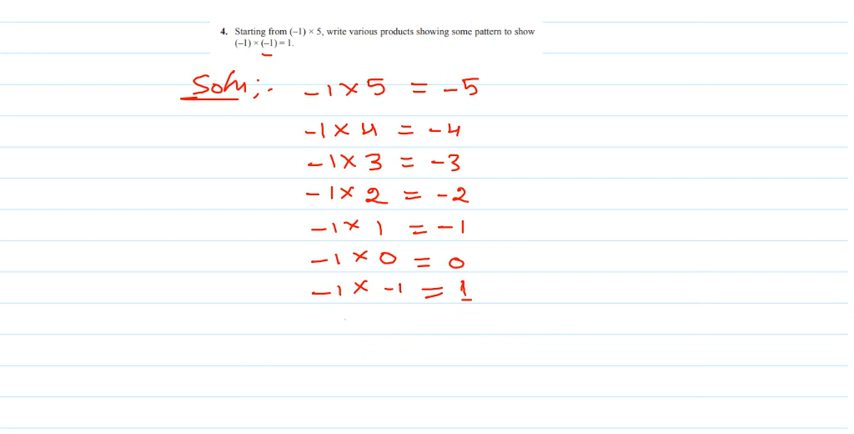 4. Starting from (–1) × 5, write various products showing some pattern to show
(–1) × (–1) = 1.
Soln:-
-1 × 5 = -5
-1 × 4 = -4
-1 × 3 = -3
-1 × 2 = -2
-1 × 1 = -1
-1 × 0 = 0
-1 × -1 = 1